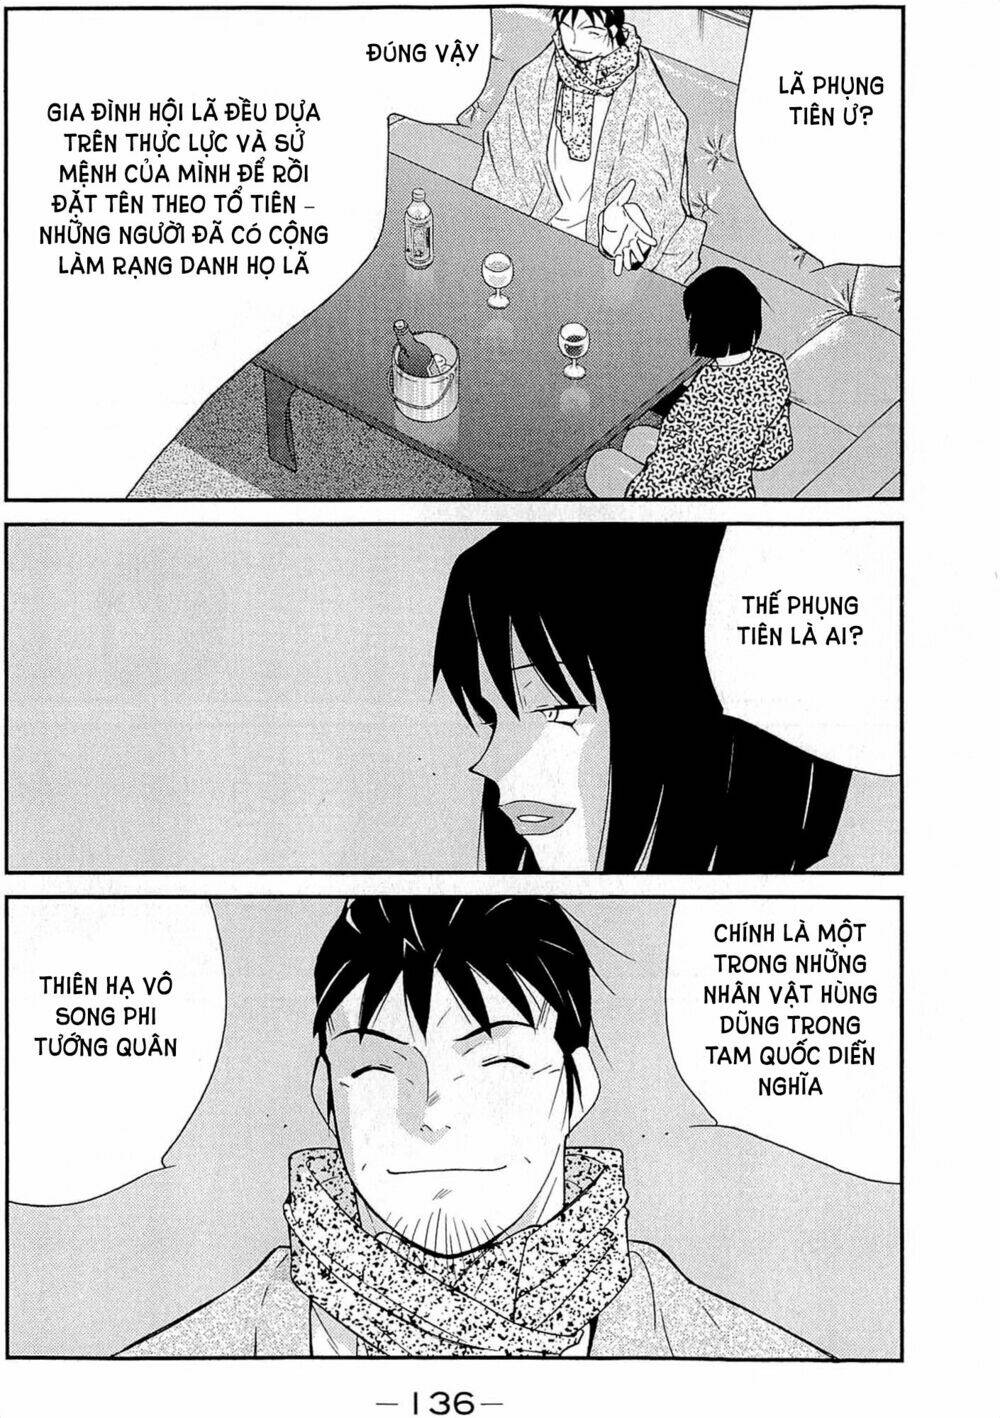 LÃ PHỤNG
TIÊN Ư?
ĐÚNG VẬY
GIA ĐÌNH HỘI LÃ ĐỀU DỰA
TRÊN THỰC LỰC VÀ SỨ
MỆNH CỦA MÌNH ĐỂ RỒI
ĐẶT TÊN THEO TỔ TIÊN –
NHỮNG NGƯỜI ĐÃ CÓ CỘNG
LÀM RẠNG DANH HỌ LÃ
THẾ PHỤNG
TIÊN LÀ AI?
CHÍNH LÀ MỘT
TRONG NHỮNG
NHÂN VẬT HÙNG
DŨNG TRONG
TAM QUỐC DIỄN
NGHĨA
THIÊN HẠ VÔ
SONG PHI
TƯỚNG QUÂN
– 136 –